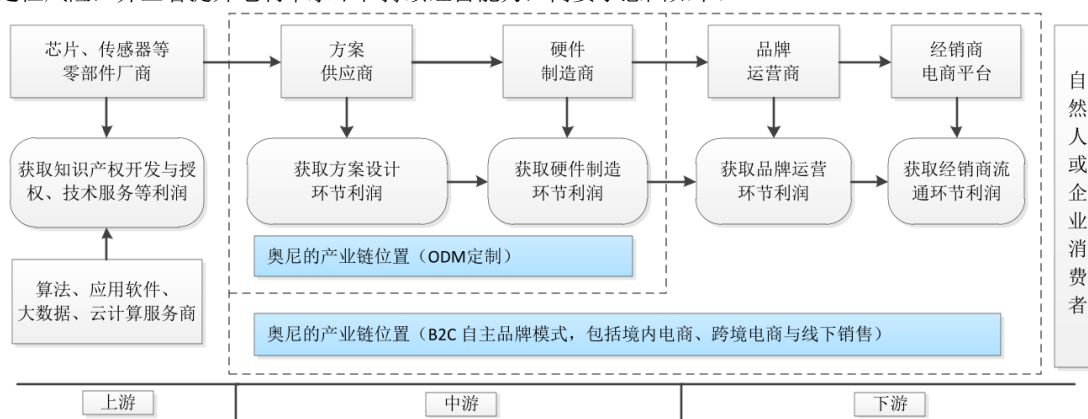 芯片、传感器等
零部件厂商
方案
供应商
硬件
制造商
品牌
运营商
经销商
电商平台
获取知识产权开发与授
权、技术服务等利润
获取方案设计
环节利润
获取硬件制造
环节利润
获取品牌运营
环节利润
获取经销商流
通环节利润
奥尼的产业链位置（ODM定制）
算法、应用软件、
大数据、云计算服务商
奥尼的产业链位置（B2C 自主品牌模式，包括境内电商、跨境电商与线下销售）
自
然
人
或
企
业
消
费
者
上游
中游
下游